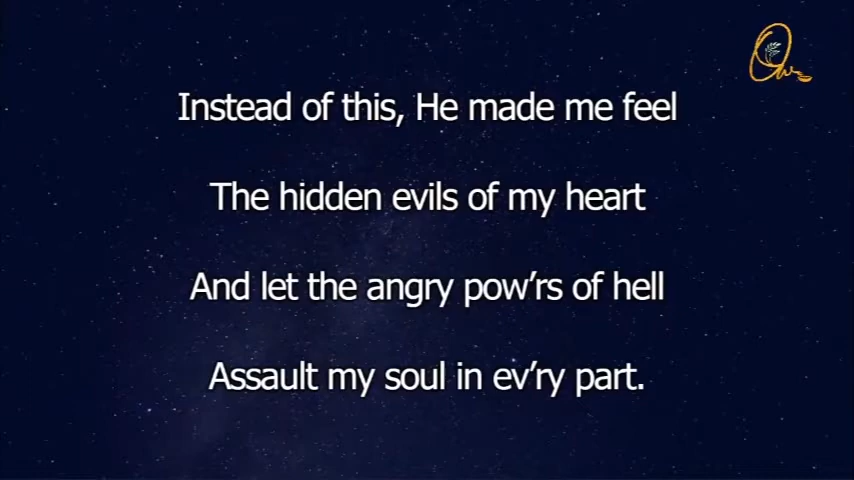 Instead of this, He made me feel
The hidden evils of my heart
And let the angry pow’rs of hell
Assault my soul in ev’ry part.